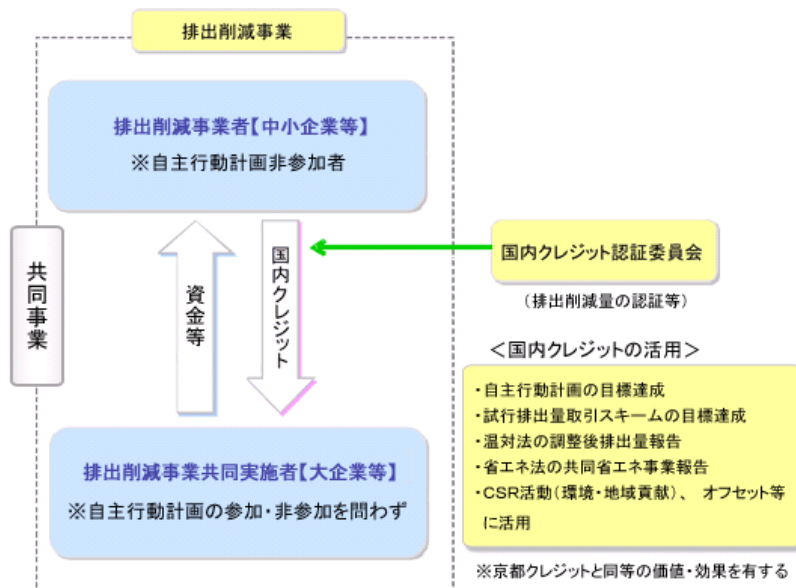 排出削減事業
排出削減事業者【中小企業等】
※自主行動計画非参加者
共同事業
資金等
国内クレジット
国内クレジット認証委員会
（排出削減量の認証等）
排出削減事業共同実施者【大企業等】
※自主行動計画の参加・非参加を問わず
＜国内クレジットの活用＞
・自主行動計画の目標達成
・試行排出量取引スキームの目標達成
・温対法の調整後排出量報告
・省エネ法の共同省エネ事業報告
・CSR活動（環境・地域貢献）、 オフセット等
に活用
※京都クレジットと同等の価値・効果を有する